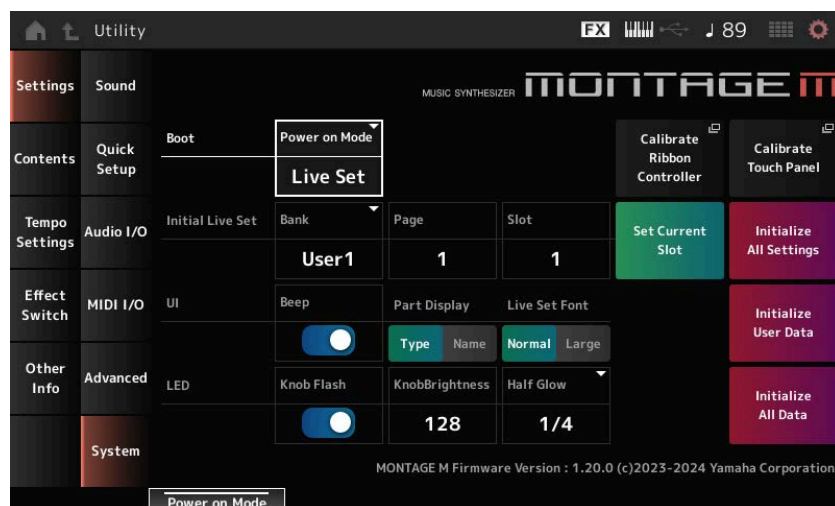 Utility
FX
89
Settings
Sound
MUSIC SYNTHESIZER
MONTAGE M
Contents
Quick
Setup
Boot
Power on Mode
Live Set
Calibrate
Ribbon
Controller
Calibrate
Touch Panel
Tempo
Settings
Audio I/O
Initial Live Set
Bank
User1
Page
1
Slot
1
Set Current
Slot
Initialize
All Settings
Effect
Switch
MIDI I/O
UI
Beep
Part Display
Type
Name
Live Set Font
Normal
Large
Initialize
User Data
Other
Info
Advanced
LED
Knob Flash
KnobBrightness
128
Half Glow
1/4
Initialize
All Data
System
MONTAGE M Firmware Version : 1.20.0 (c)2023-2024 Yamaha Corporation
Power on Mode